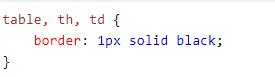 table, th, td {
    border: 1px solid black;
}